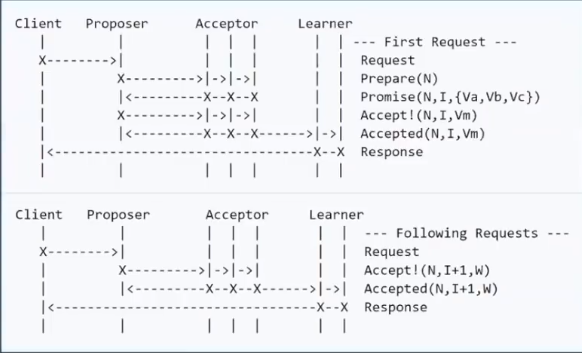 Client   Proposer      Acceptor     Learner
   |         |          |  |  |       |  | --- First Request ---
   X-------->|          |  |  |       |  |  Request
   |         X--------->|->|->|       |  |  Prepare(N)
   |         |<---------X--X--X       |  |  Promise(N,I,{Va,Vb,Vc})
   |         X--------->|->|->|       |  |  Accept!(N,I,Vm)
   |         |<---------X--X--X------>|->|  Accepted(N,I,Vm)
   |<---------------------------------X--X  Response
   |         |          |  |  |       |  |
Client   Proposer       Acceptor     Learner
   |         |          |  |  |       |  |  --- Following Requests ---
   X-------->|          |  |  |       |  |  Request
   |         X--------->|->|->|       |  |  Accept!(N,I+1,W)
   |         |<---------X--X--X------>|->|  Accepted(N,I+1,W)
   |<---------------------------------X--X  Response
   |         |          |  |  |       |  |